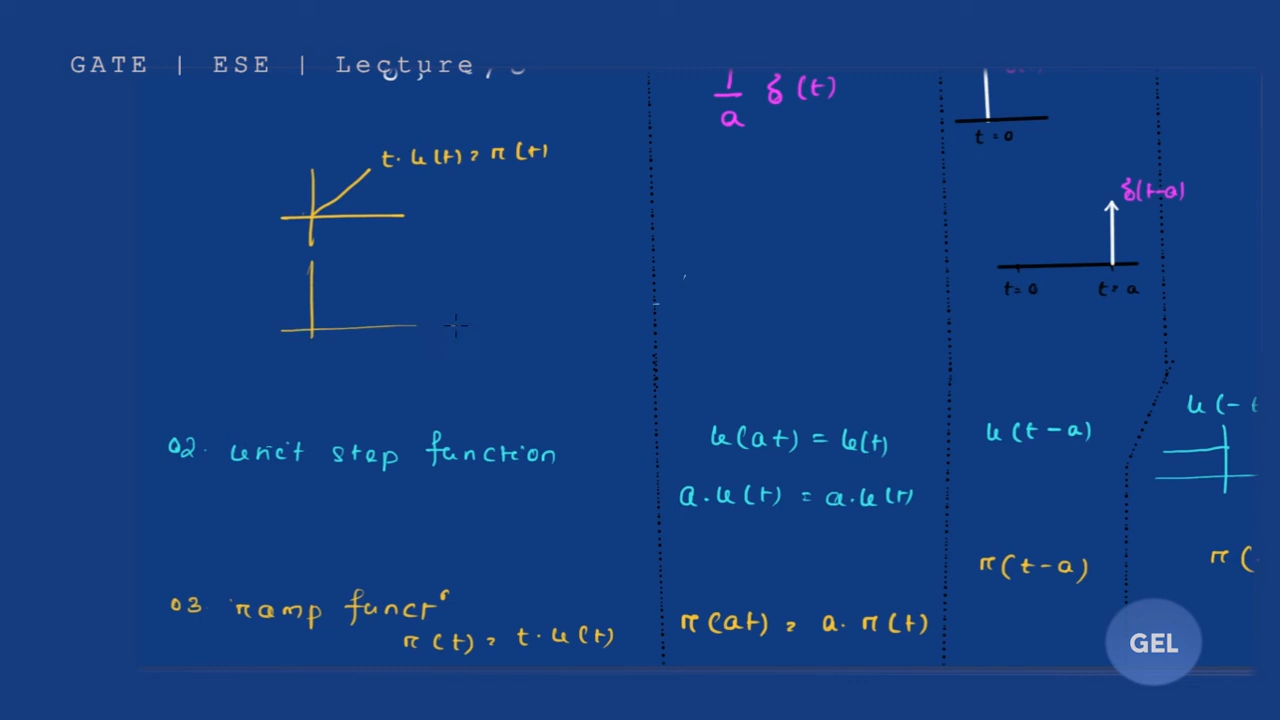 GATE | ESE | Lecture
1/a δ(t)
t = 0
t. u(t) = r(t)
δ(t-a)
t=0
t=a
02. unit step function
u(at) = u(t)
u(t-a)
u(-t
a.u(t) = a.u(t)
r(t-a)
r(
03. ramp funct
r(t) = t.u(t)
r(at) = a. r(t)
GEL